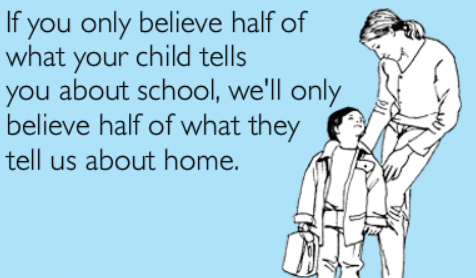 If you only believe half of
what your child tells
you about school, we'll only
believe half of what they
tell us about home.